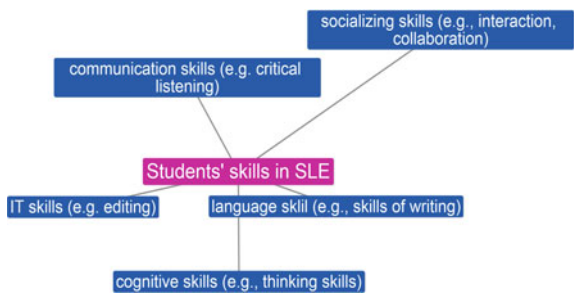 socializing skills (e.g., interaction,
collaboration)
communication skills (e.g. critical
listening)
Students' skills in SLE
IT skills (e.g. editing)
language sklil (e.g., skills of writing)
cognitive skills (e.g., thinking skills)